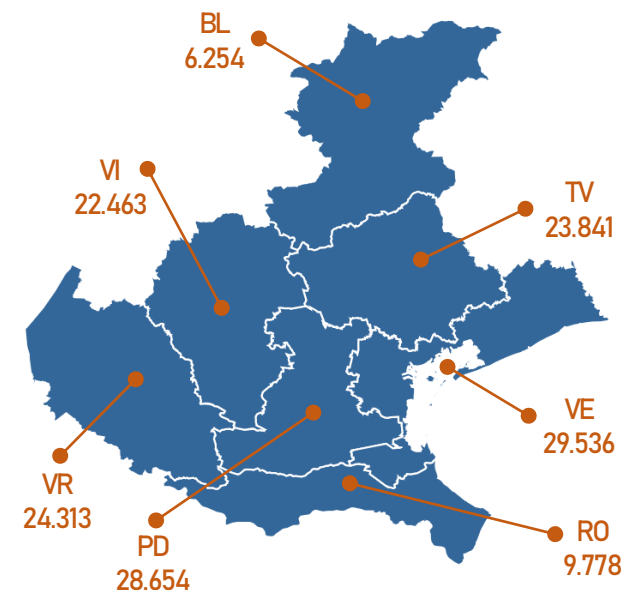 BL
6.254
VI
22.463
TV
23.841
VE
29.536
VR
24.313
PD
28.654
RO
9.778